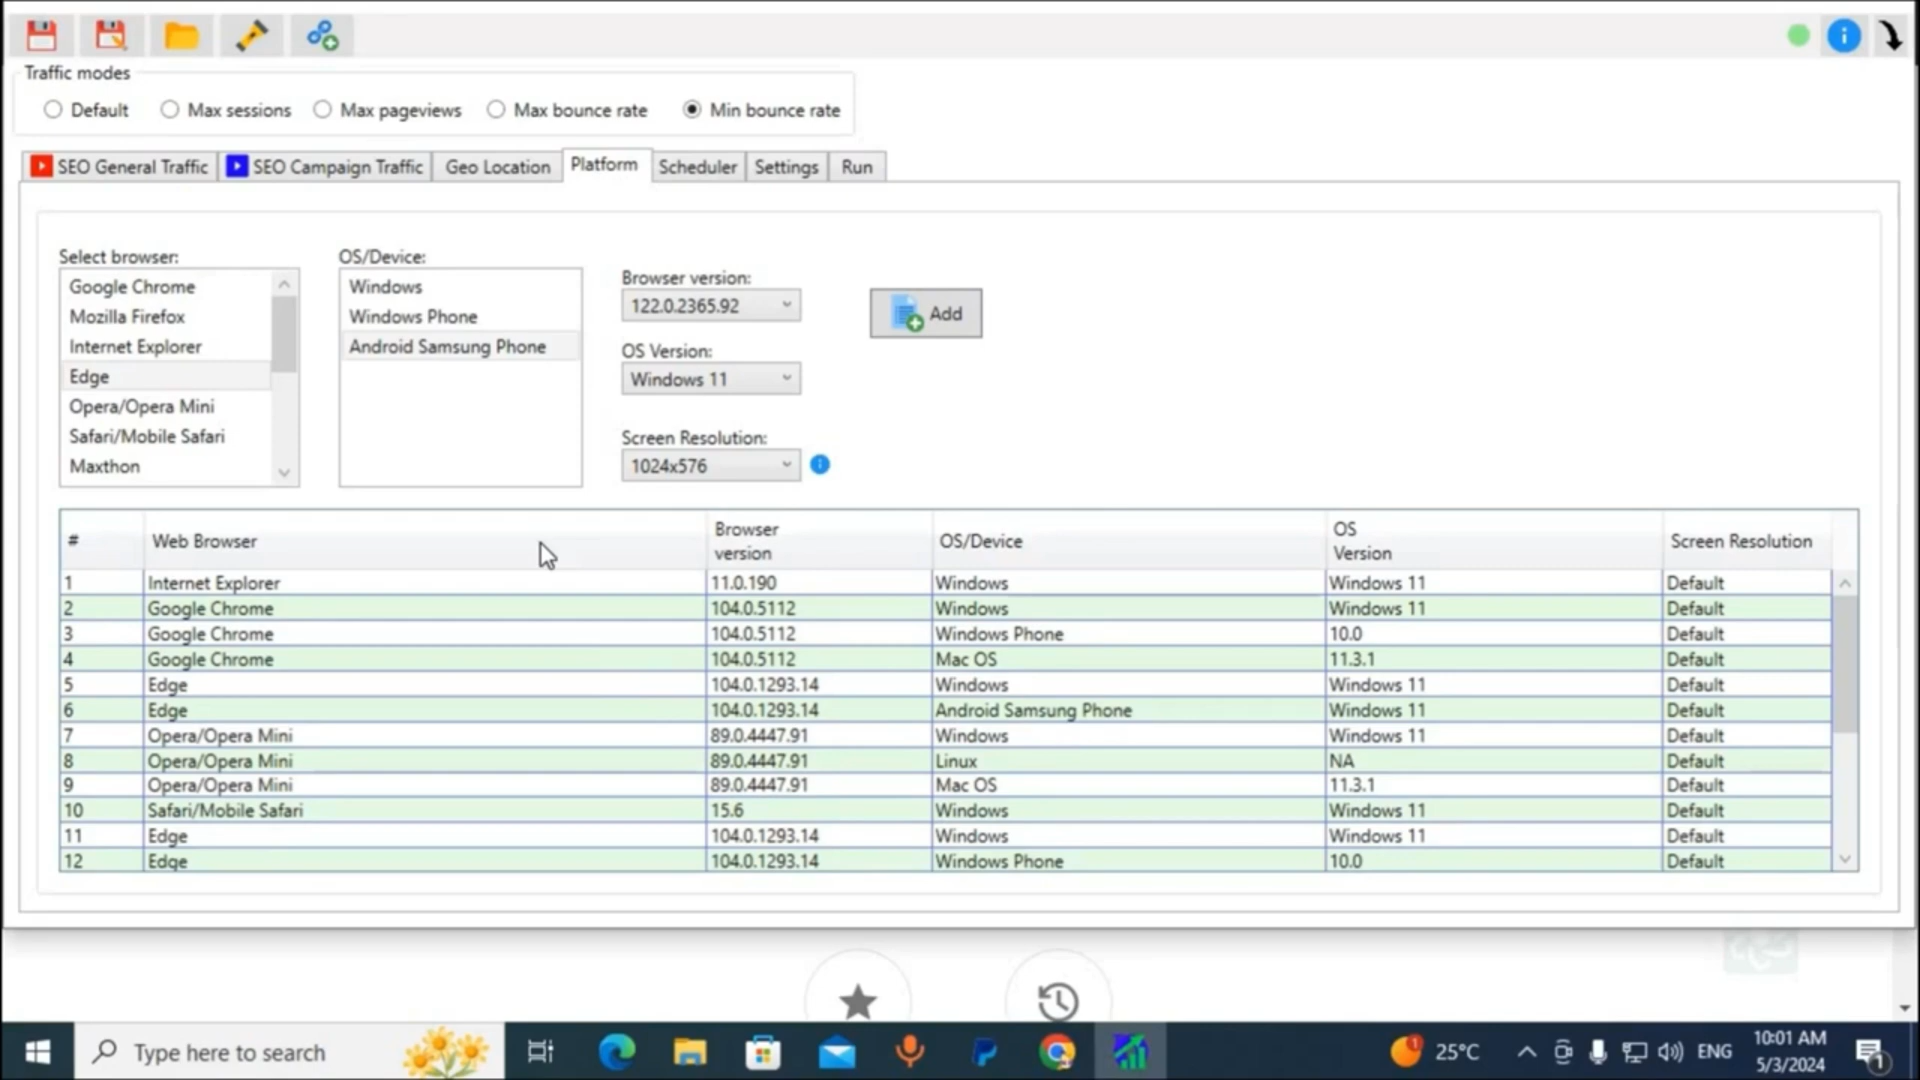 Traffic modes
Default Max sessions Max pageviews Max bounce rate Min bounce rate
SEO General Traffic SEO Campaign Traffic Geo Location Platform Scheduler Settings Run
Select browser:
Google Chrome
Mozilla Firefox
Internet Explorer
Edge
Opera/Opera Mini
Safari/Mobile Safari
Maxthon
OS/Device:
Windows
Windows Phone
Android Samsung Phone
Browser version:
122.0.2365.92
OS Version:
Windows 11
Screen Resolution:
1024x576
Add
# Web Browser Browser version OS/Device OS Version Screen Resolution
1 Internet Explorer 11.0.190 Windows Windows 11 Default
2 Google Chrome 104.0.5112 Windows Windows 11 Default
3 Google Chrome 104.0.5112 Windows Phone 10.0 Default
4 Google Chrome 104.0.5112 Mac OS 11.3.1 Default
5 Edge 104.0.1293.14 Windows Windows 11 Default
6 Edge 104.0.1293.14 Android Samsung Phone Windows 11 Default
7 Opera/Opera Mini 89.0.4447.91 Windows Windows 11 Default
8 Opera/Opera Mini 89.0.4447.91 Linux NA Default
9 Opera/Opera Mini 89.0.4447.91 Mac OS 11.3.1 Default
10 Safari/Mobile Safari 15.6 Windows Windows 11 Default
11 Edge 104.0.1293.14 Windows Windows 11 Default
12 Edge 104.0.1293.14 Windows Phone 10.0 Default
Type here to search
1
25°C
ENG
10:01 AM
5/3/2024
1